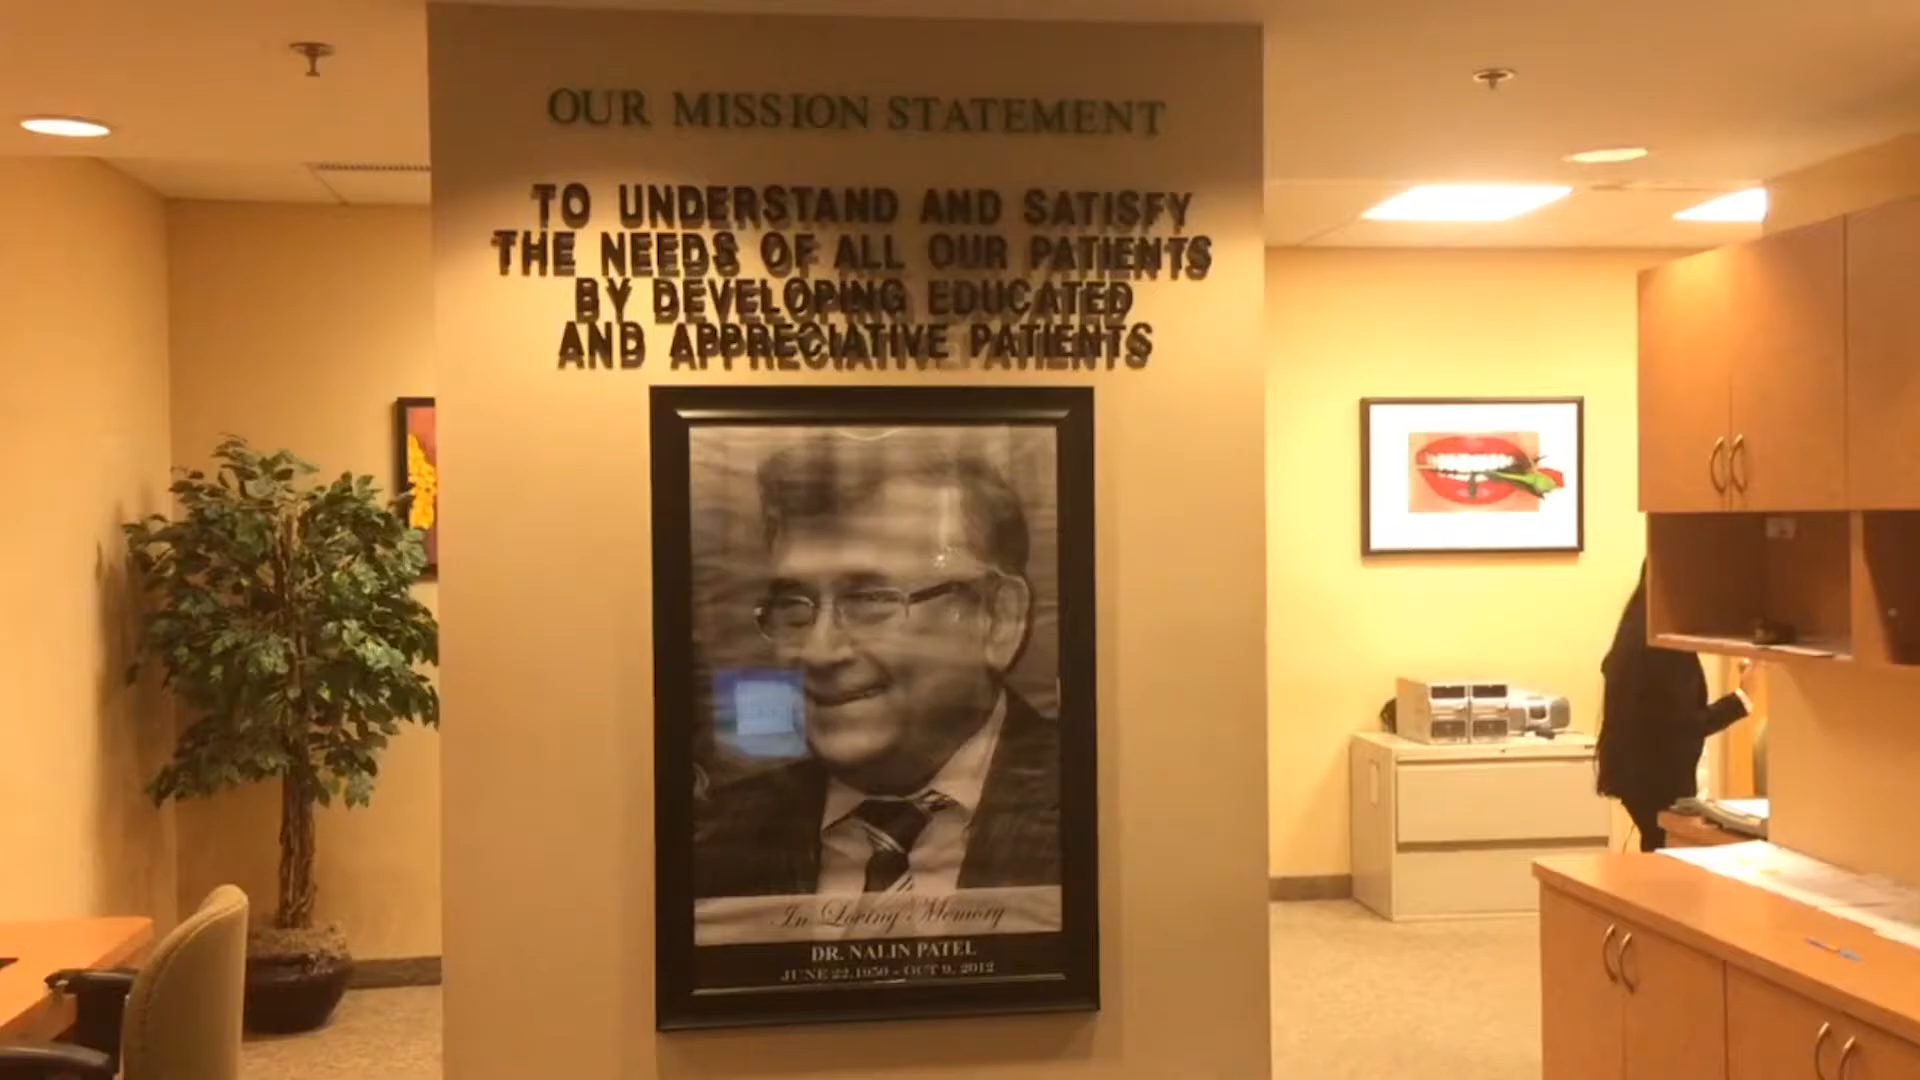 OUR MISSION STATEMENT
TO UNDERSTAND AND SATISFY
THE NEEDS OF ALL OUR PATIENTS
BY DEVELOPING EDUCATED
AND APPRECIATIVE PATIENTS
In Loving Memory
DR. NALIN PATEL
JUNE 22, 1950 - OCT 9, 2012